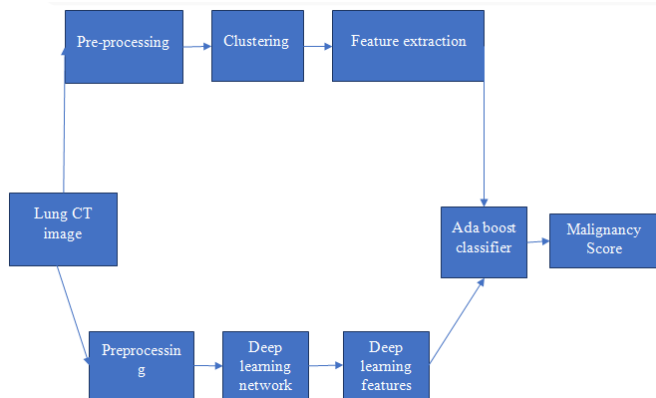 Pre-processing
Clustering
Feature extraction
Lung CT
image
Ada boost
classifier
Malignancy
Score
Preprocessin
g
Deep
learning
network
Deep
learning
features